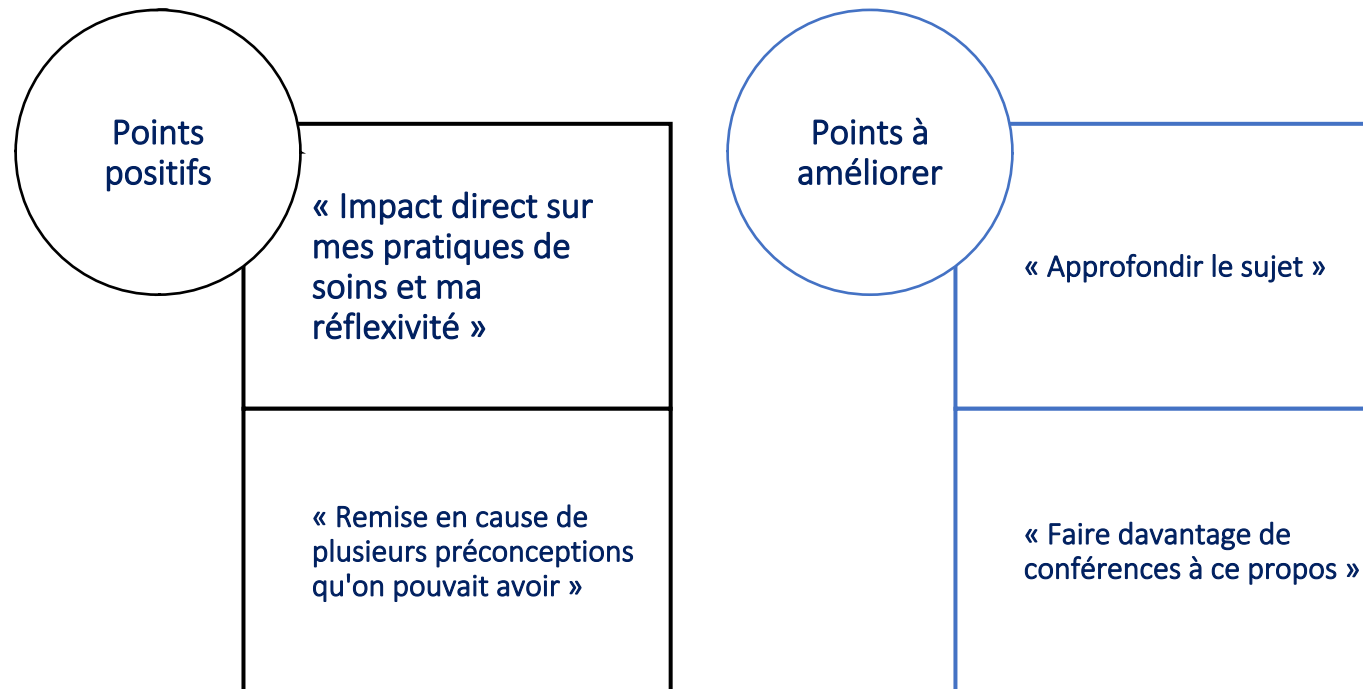 Points
positifs
« Impact direct sur
mes pratiques de
soins et ma
réflexivité »
« Remise en cause de
plusieurs préconceptions
qu'on pouvait avoir »
Points à
améliorer
« Approfondir le sujet »
« Faire davantage de
conférences à ce propos »